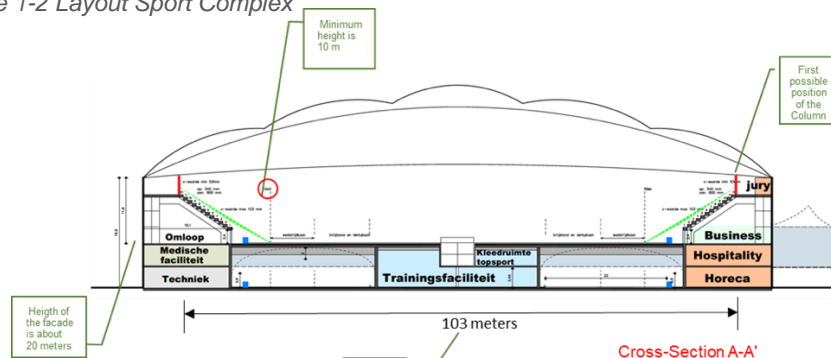 e 1-2 Layout Sport Complex
Minimum
height is
10 m
First
possible
position
of the
Column
jury
Omloop
Business
Medische
faciliteit
Kleedruimte
topsport
Hospitality
Techniek
Trainingsfaciliteit
Horeca
Heigth of
the facade
is about
20 meters
103 meters
Cross-Section A-A'